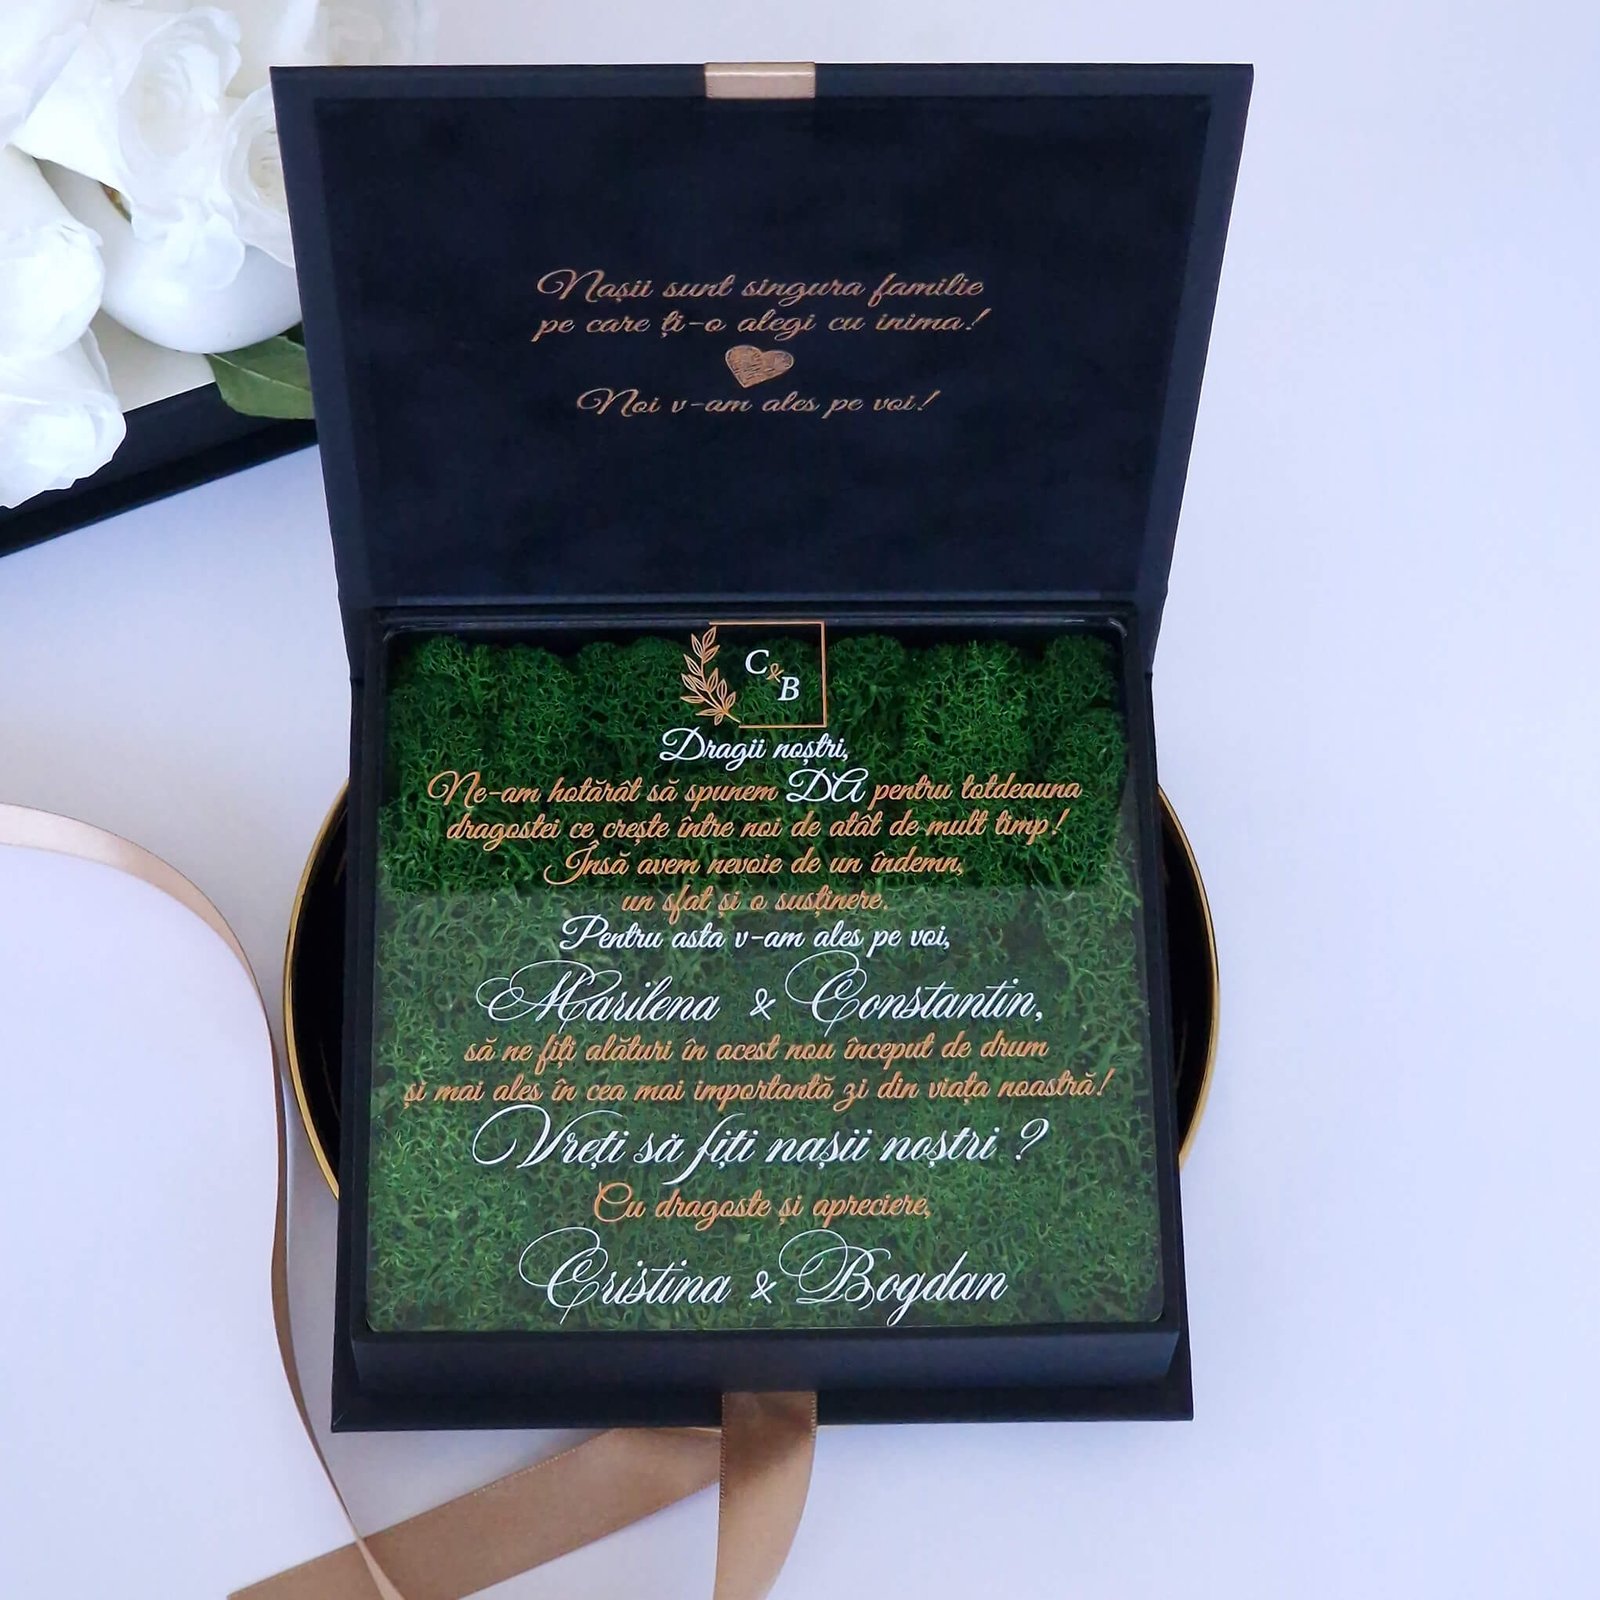 Nașii sunt singura familie
pe care ți-o alegi cu inima!
Noi v-am ales pe voi!
C&B
Dragii noștri,
Ne-am hotărât să spunem DA pentru totdeauna
dragostei ce crește între noi de atât de mult timp!
Însă avem nevoie de un îndemn,
un sfat și o susținere.
Pentru asta v-am ales pe voi,
Marilena & Constantin,
să ne fiți alături în acest nou început de drum
și mai ales în cea mai importantă zi din viața noastră!
Vreți să fiți nașii noștri ?
Cu dragoste și apreciere,
Cristina & Bogdan